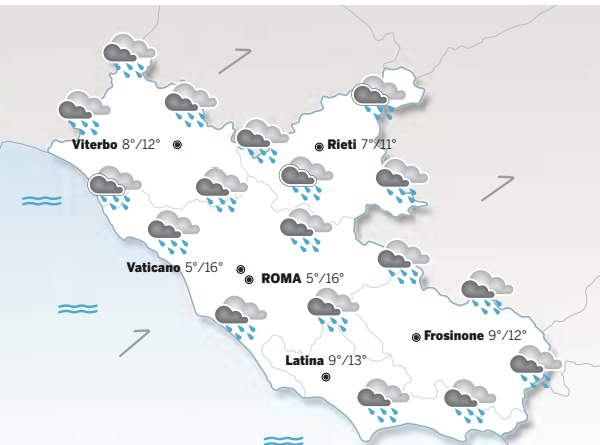 Viterbo 8°/12°
Rieti 7°/11°
Vaticano 5°/16°
ROMA 5°/16°
Frosinone 9°/12°
Latina 9°/13°